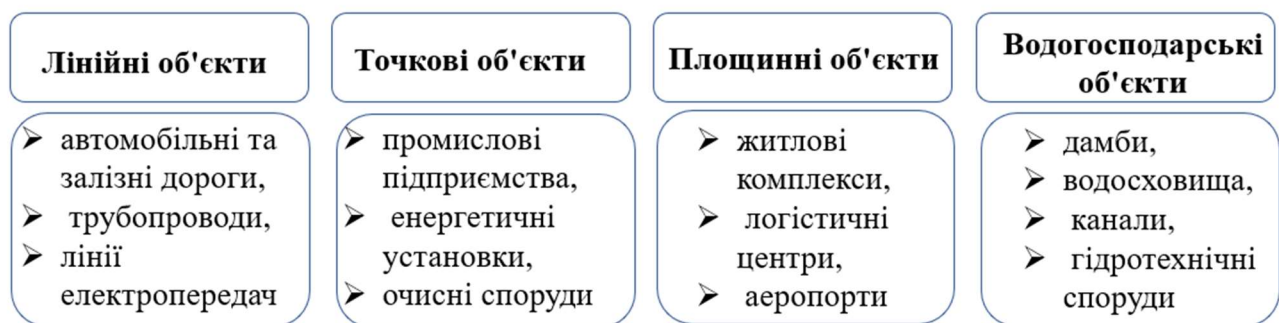 Лінійні об'єкти
автомобільні та
залізні дороги,
трубопроводи,
лінії
електропередач
Точкові об'єкти
промислові
підприємства,
енергетичні
установки,
очисні споруди
Площинні об'єкти
житлові
комплекси,
логістичні
центри,
аеропорти
Водогосподарські
об'єкти
дамби,
водосховища,
канали,
гідротехнічні
споруди